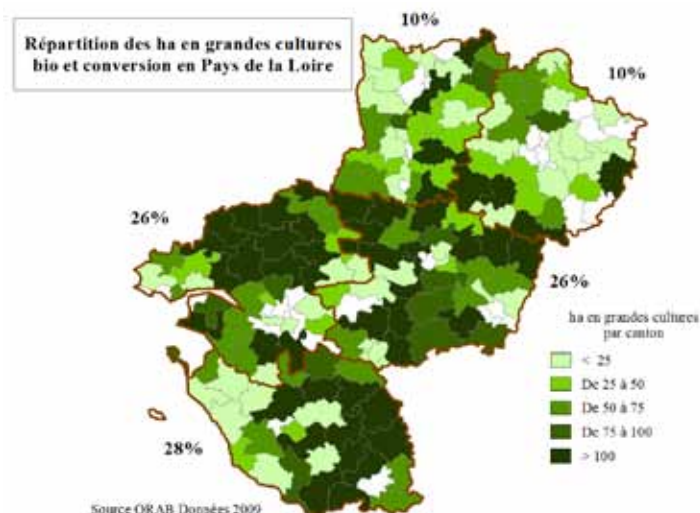 Répartition des ha en grandes cultures
bio et conversion en Pays de la Loire
10%
10%
26%
26%
28%
ha en grandes cultures
par canton
< 25
De 25 à 50
De 50 à 75
De 75 à 100
> 100
Source ORAB Données 2009